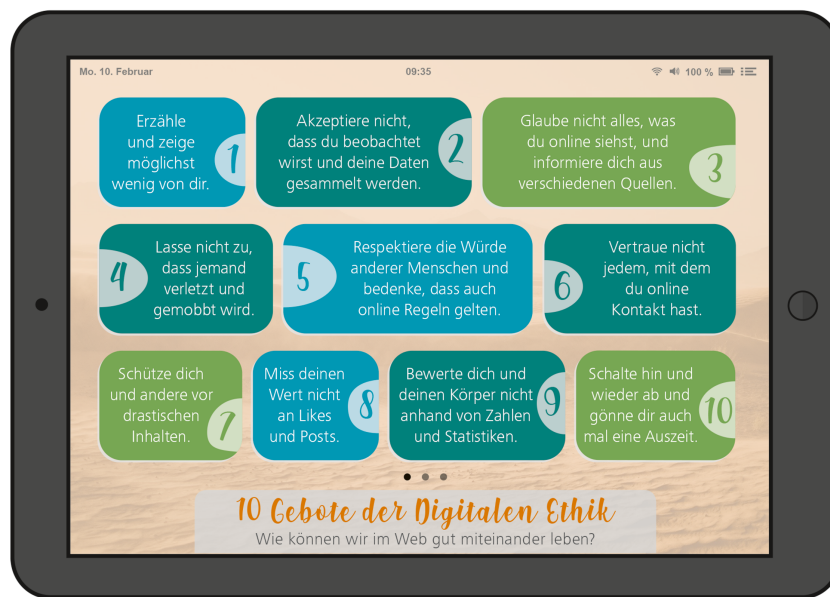 Mo. 10. Februar
09:35
100 %
Erzähle
und zeige
möglichst
wenig von dir.
1
Akzeptiere nicht,
dass du beobachtet
wirst und deine Daten
gesammelt werden.
2
Glaube nicht alles, was
du online siehst, und
informiere dich aus
verschiedenen Quellen.
3
4
Lasse nicht zu,
dass jemand
verletzt und
gemobbt wird.
5
Respektiere die Würde
anderer Menschen und
bedenke, dass auch
online Regeln gelten.
6
Vertraue nicht
jedem, mit dem
du online
Kontakt hast.
Schütze dich
und andere vor
drastischen
Inhalten.
7
Miss deinen
Wert nicht
an Likes
und Posts.
8
Bewerte dich und
deinen Körper nicht
anhand von Zahlen
und Statistiken.
9
Schalte hin und
wieder ab und
gönne dir auch
mal eine Auszeit.
10
10 Gebote der Digitalen Ethik
Wie können wir im Web gut miteinander leben?